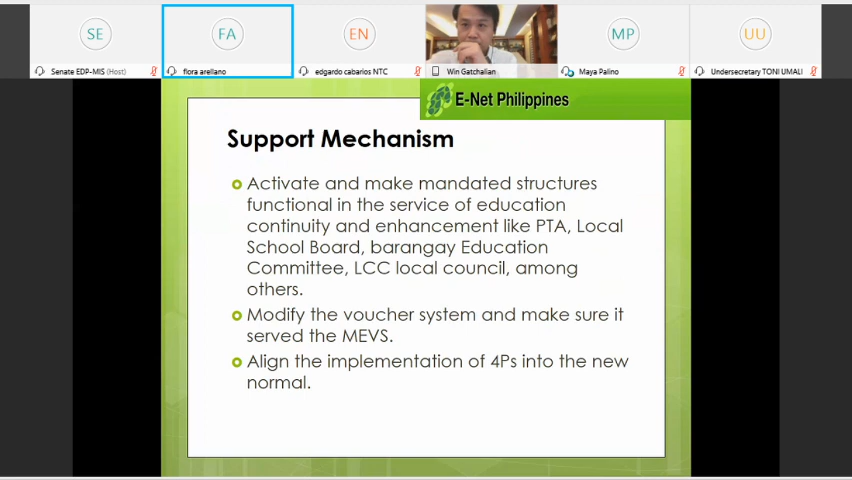 SE
FA
EN
MP
UU
Senate EDP-MIS (Host)
flora arellano
edgardo cabarios NTC
Win Gatchalian
Maya Palino
Undersecretary TONI UMALI
E-Net Philippines
Support Mechanism
Activate and make mandated structures
functional in the service of education
continuity and enhancement like PTA, Local
School Board, barangay Education
Committee, LCC local council, among
others.
Modify the voucher system and make sure it
served the MEVS.
Align the implementation of 4Ps into the new
normal.